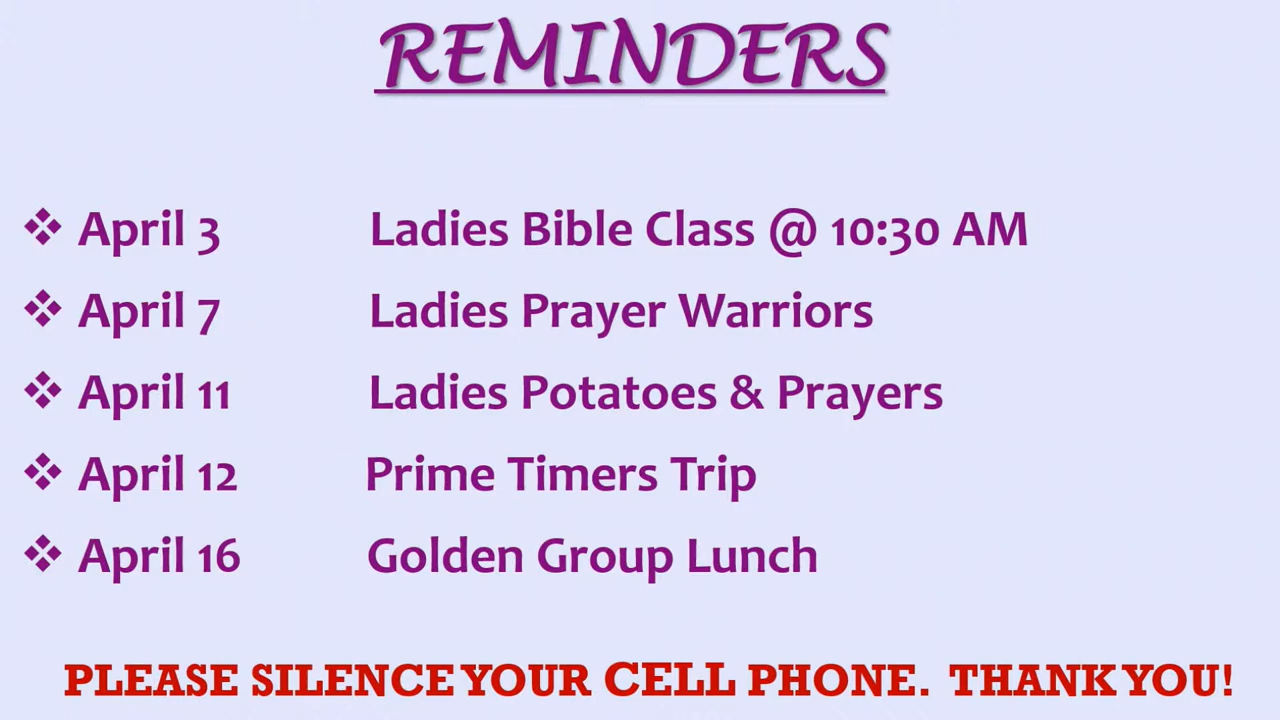 REMINDERS
❖ April 3 Ladies Bible Class @ 10:30 AM
❖ April 7 Ladies Prayer Warriors
❖ April 11 Ladies Potatoes & Prayers
❖ April 12 Prime Timers Trip
❖ April 16 Golden Group Lunch
PLEASE SILENCE YOUR CELL PHONE. THANK YOU!